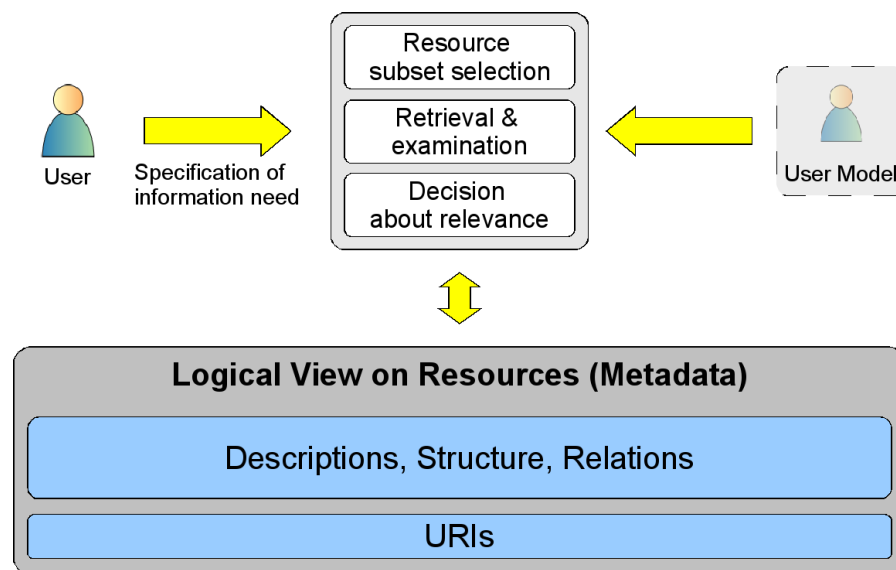 Resource
subset selection
Retrieval &
examination
Decision
about relevance
User
Specification of
information need
User Model
Logical View on Resources (Metadata)
Descriptions, Structure, Relations
URIs